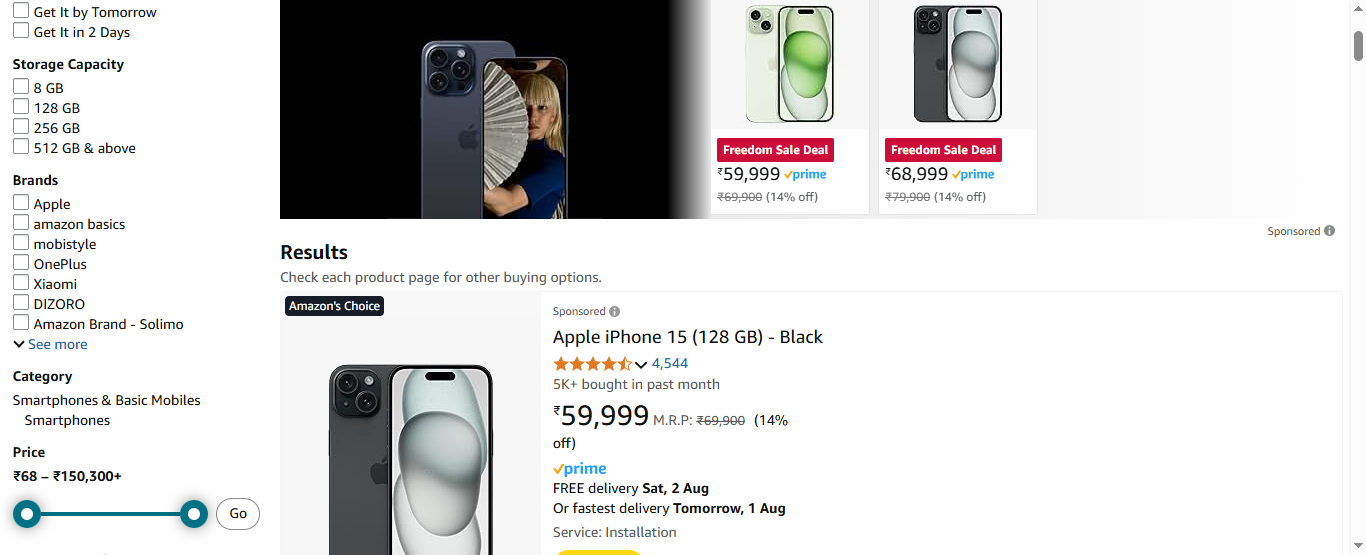 Get It by Tomorrow
Get It in 2 Days
Storage Capacity
8 GB
128 GB
256 GB
512 GB & above
Brands
Apple
amazon basics
mobistyle
OnePlus
Xiaomi
DIZORO
Amazon Brand - Solimo
See more
Category
Smartphones & Basic Mobiles
Smartphones
Price
₹68 – ₹150,300+
Go
Freedom Sale Deal
₹59,999 prime
₹69,900 (14% off)
Freedom Sale Deal
₹68,999 prime
₹79,900 (14% off)
Sponsored
Results
Check each product page for other buying options.
Amazon's Choice
Sponsored
Apple iPhone 15 (128 GB) - Black
4,544
5K+ bought in past month
₹59,999 M.R.P: ₹69,900 (14%
off)
prime
FREE delivery Sat, 2 Aug
Or fastest delivery Tomorrow, 1 Aug
Service: Installation